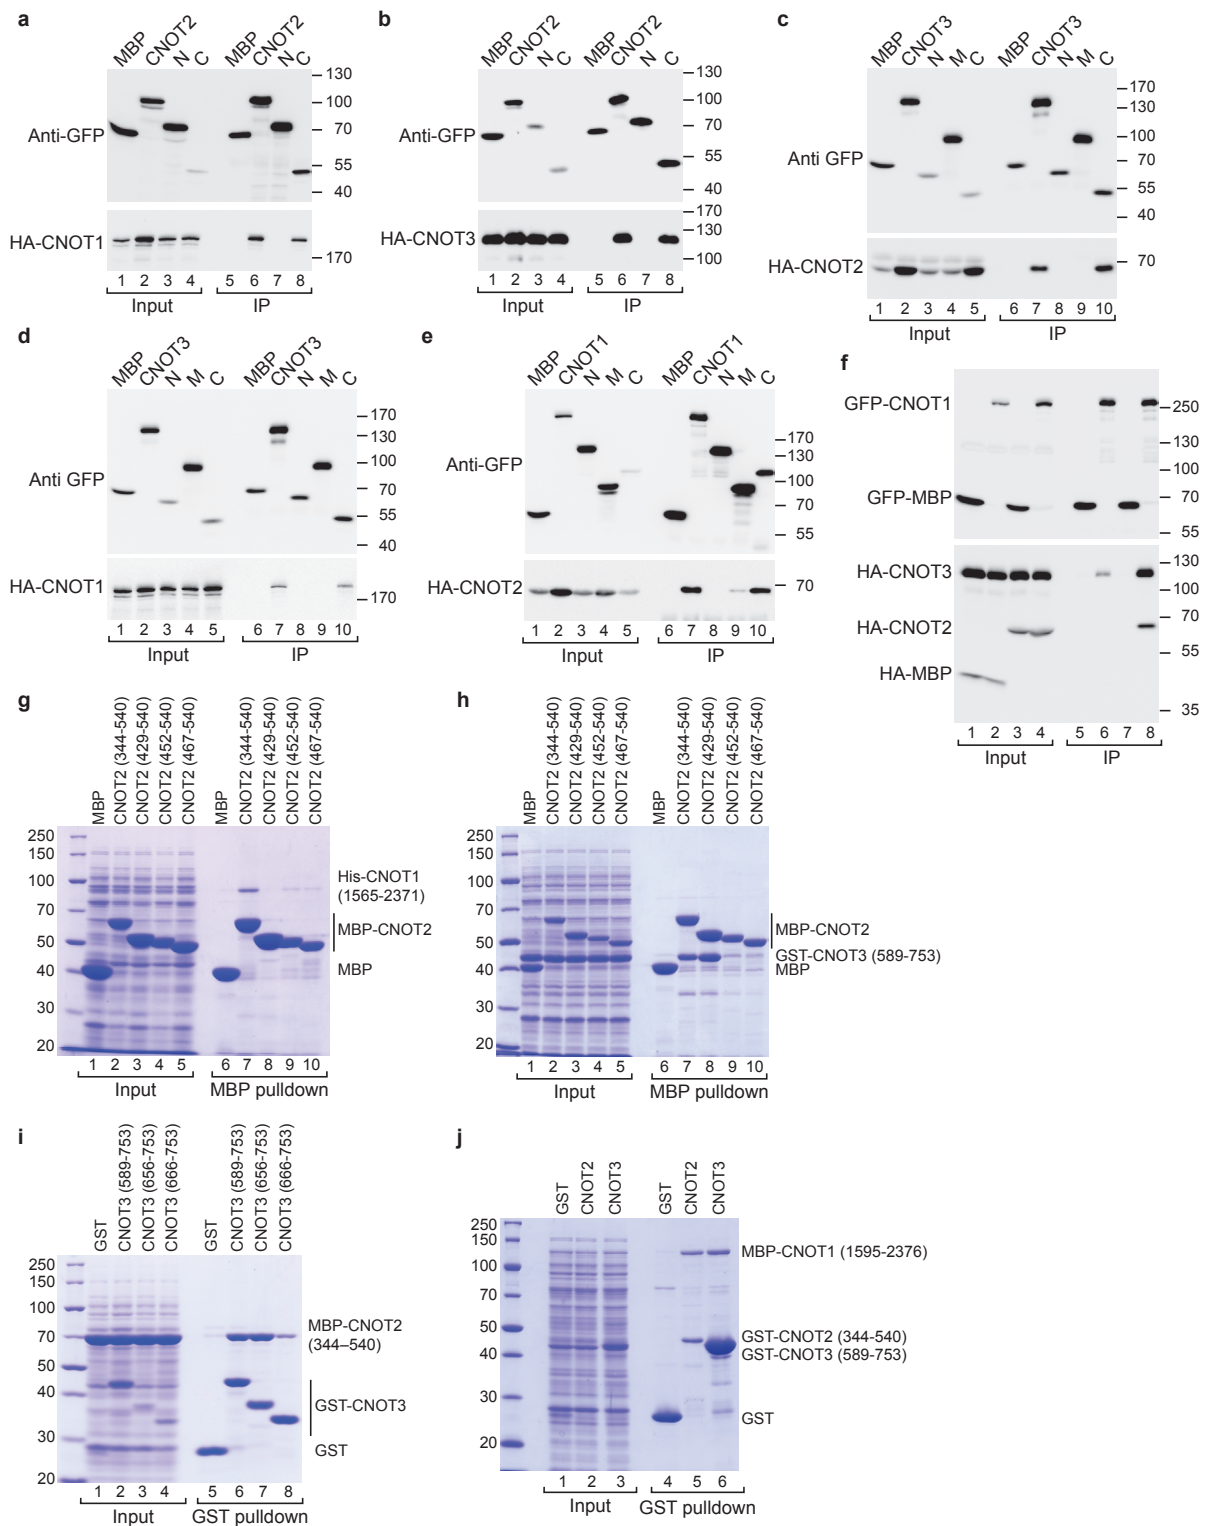 a
MBP CNOT2 N C MBP CNOT2 N C
Anti-GFP
130
100
70
55
40
HA-CNOT1
170
1 2 3 4 5 6 7 8
Input IP
b
MBP CNOT2 N C MBP CNOT2 N C
Anti-GFP
130
100
70
55
40
HA-CNOT3
170
130
100
1 2 3 4 5 6 7 8
Input IP
c
MBP CNOT3 N M C MBP CNOT3 N M C
Anti GFP
170
130
100
70
55
40
HA-CNOT2
70
1 2 3 4 5 6 7 8 9 10
Input IP
d
MBP CNOT3 N M C MBP CNOT3 N M C
Anti GFP
170
130
100
70
55
40
HA-CNOT1
170
1 2 3 4 5 6 7 8 9 10
Input IP
e
MBP CNOT1 N M C MBP CNOT1 N M C
Anti-GFP
170
130
100
70
55
HA-CNOT2
70
1 2 3 4 5 6 7 8 9 10
Input IP
f
GFP-CNOT1
GFP-MBP
250
130
100
70
55
HA-CNOT3
HA-CNOT2
HA-MBP
130
100
70
55
35
1 2 3 4 5 6 7 8
Input IP
g
MBP
CNOT2 (344-540)
CNOT2 (429-540)
CNOT2 (452-540)
CNOT2 (467-540)
MBP
CNOT2 (344-540)
CNOT2 (429-540)
CNOT2 (452-540)
CNOT2 (467-540)
250
150
100
70
50
40
30
20
His-CNOT1
(1565-2371)
MBP-CNOT2
MBP
1 2 3 4 5 6 7 8 9 10
Input MBP pulldown
h
MBP
CNOT2 (344-540)
CNOT2 (429-540)
CNOT2 (452-540)
CNOT2 (467-540)
MBP
CNOT2 (344-540)
CNOT2 (429-540)
CNOT2 (452-540)
CNOT2 (467-540)
250
150
100
70
50
40
30
20
MBP-CNOT2
GST-CNOT3 (589-753)
MBP
1 2 3 4 5 6 7 8 9 10
Input MBP pulldown
i
GST
CNOT3 (589-753)
CNOT3 (656-753)
CNOT3 (666-753)
GST
CNOT3 (589-753)
CNOT3 (656-753)
CNOT3 (666-753)
250
150
100
70
50
40
30
20
MBP-CNOT2
(344–540)
GST-CNOT3
GST
1 2 3 4 5 6 7 8
Input GST pulldown
j
GST
CNOT2
CNOT3
GST
CNOT2
CNOT3
250
150
100
70
50
40
30
20
MBP-CNOT1 (1595-2376)
GST-CNOT2 (344-540)
GST-CNOT3 (589-753)
GST
1 2 3 4 5 6
Input GST pulldown